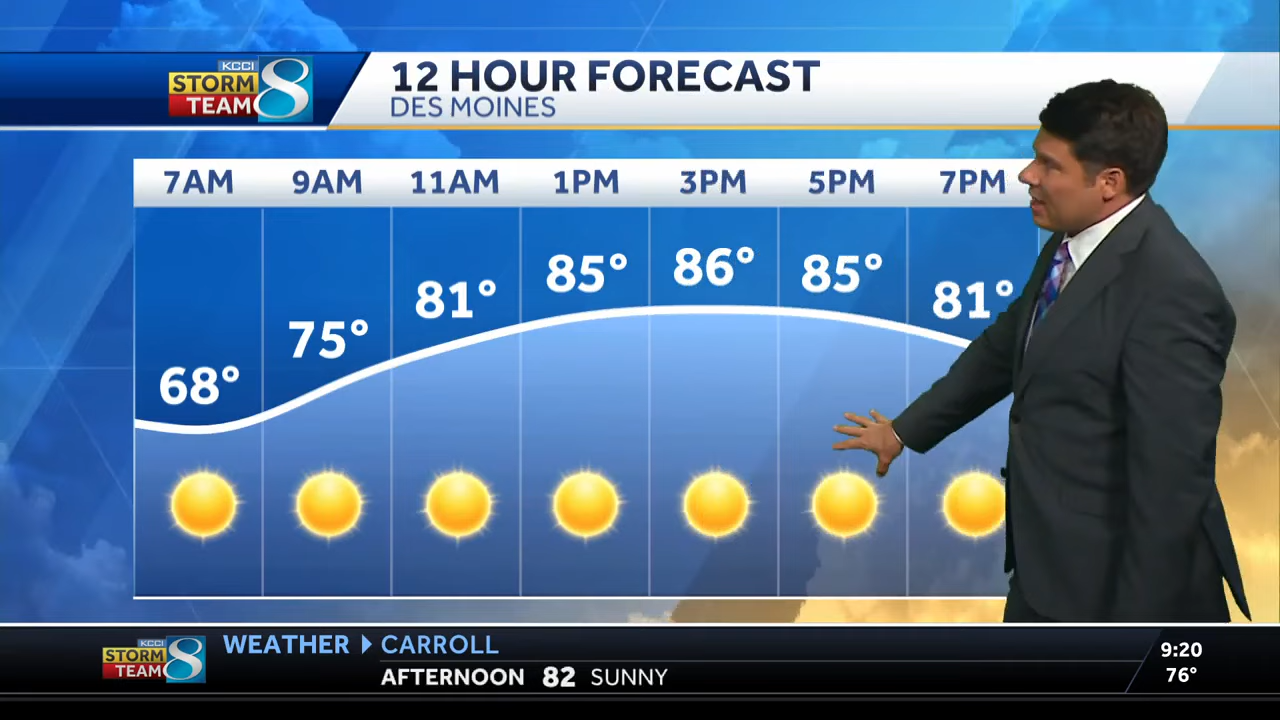 KCCI
STORM
TEAM 8
12 HOUR FORECAST
DES MOINES
7AM 9AM 11AM 1PM 3PM 5PM 7PM
68° 75° 81° 85° 86° 85° 81°
KCCI
STORM
TEAM 8
WEATHER CARROLL
AFTERNOON 82 SUNNY
9:20
76°